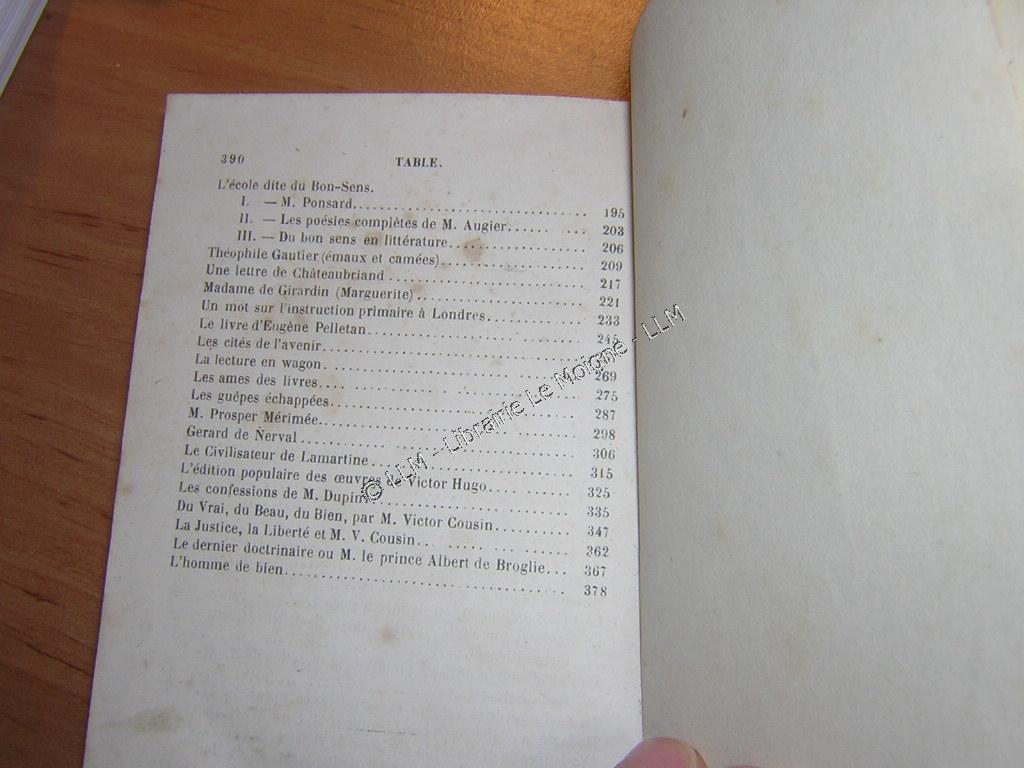 390 TABLE.
L'école dite du Bon-Sens.
I. — M. Ponsard.............................. 195
II. — Les poésies complètes de M. Augier...... ... 203
III. — Du bon sens en littérature.................. 206
Théophile Gautier (émaux et camées).................. 209
Une lettre de Châteaubriand ......................... 217
Madame de Girardin (Marguerite)..................... 221
Un mot sur l'instruction primaire à Londres............ 233
Le livre d'Eugène Pelletan........................... 245
Les cités de l'avenir................................
La lecture en wagon. ............................... 269
Les ames des livres................................. 275
Les guêpes échappées............................... 287
M. Prosper Mérimée................................ 298
Gerard de Nerval................................... 306
Le Civilisateur de Lamartine......................... 315
L'édition populaire des œuvres Victor Hugo.... ...... 325
Les confessions de M. Dupin......................... 335
Du Vrai, du Beau, du Bien, par M. Victor Cousin......... 347
La Justice, la Liberté et M. V. Cousin... ..... ... ...... 362
Le dernier doctrinaire ou M. le prince Albert de Broglie... 367
L'homme de bien.................................... 378
© LLM - Librairie Le Moigne - LLM